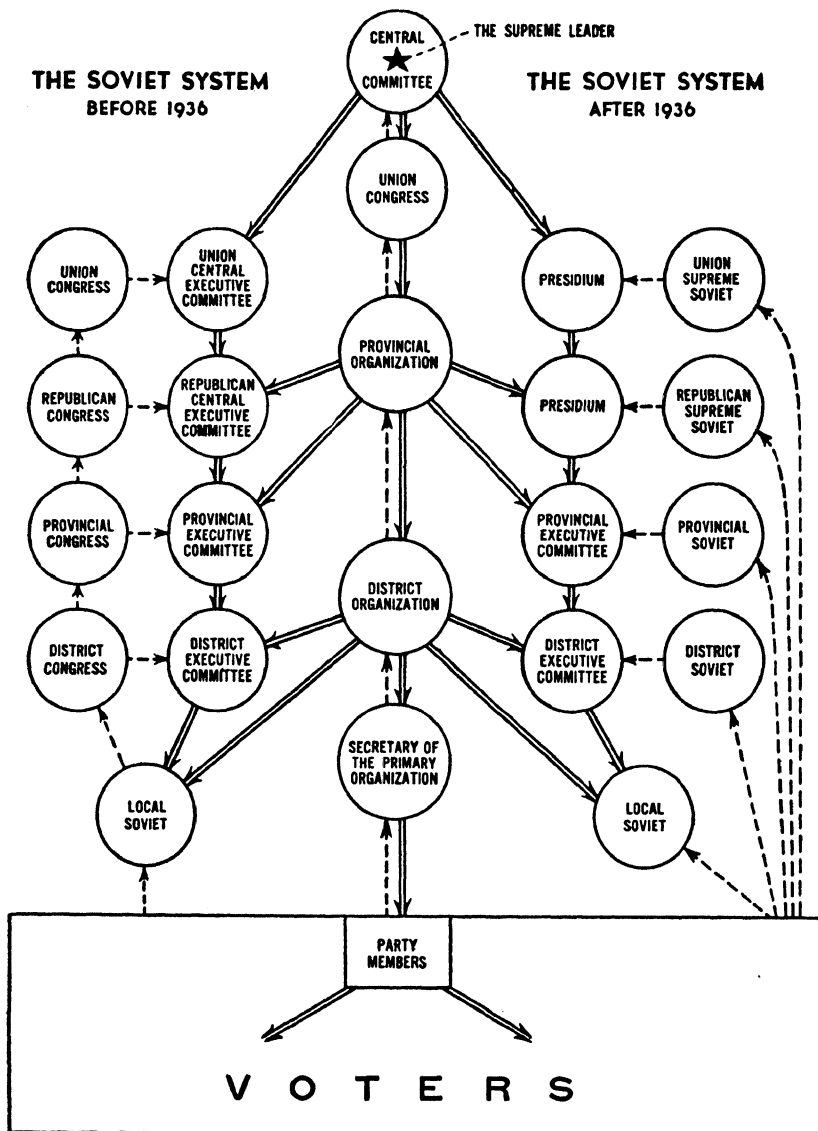 CENTRAL
COMMITTEE
THE SUPREME LEADER
THE SOVIET SYSTEM
BEFORE 1936
THE SOVIET SYSTEM
AFTER 1936
UNION
CONGRESS
UNION
CONGRESS
UNION
CENTRAL
EXECUTIVE
COMMITTEE
PRESIDIUM
UNION
SUPREME
SOVIET
PROVINCIAL
ORGANIZATION
REPUBLICAN
CONGRESS
REPUBLICAN
CENTRAL
EXECUTIVE
COMMITTEE
PRESIDIUM
REPUBLICAN
SUPREME
SOVIET
PROVINCIAL
CONGRESS
PROVINCIAL
EXECUTIVE
COMMITTEE
PROVINCIAL
EXECUTIVE
COMMITTEE
PROVINCIAL
SOVIET
DISTRICT
ORGANIZATION
DISTRICT
CONGRESS
DISTRICT
EXECUTIVE
COMMITTEE
DISTRICT
EXECUTIVE
COMMITTEE
DISTRICT
SOVIET
SECRETARY OF
THE PRIMARY
ORGANIZATION
LOCAL
SOVIET
LOCAL
SOVIET
PARTY
MEMBERS
VOTERS